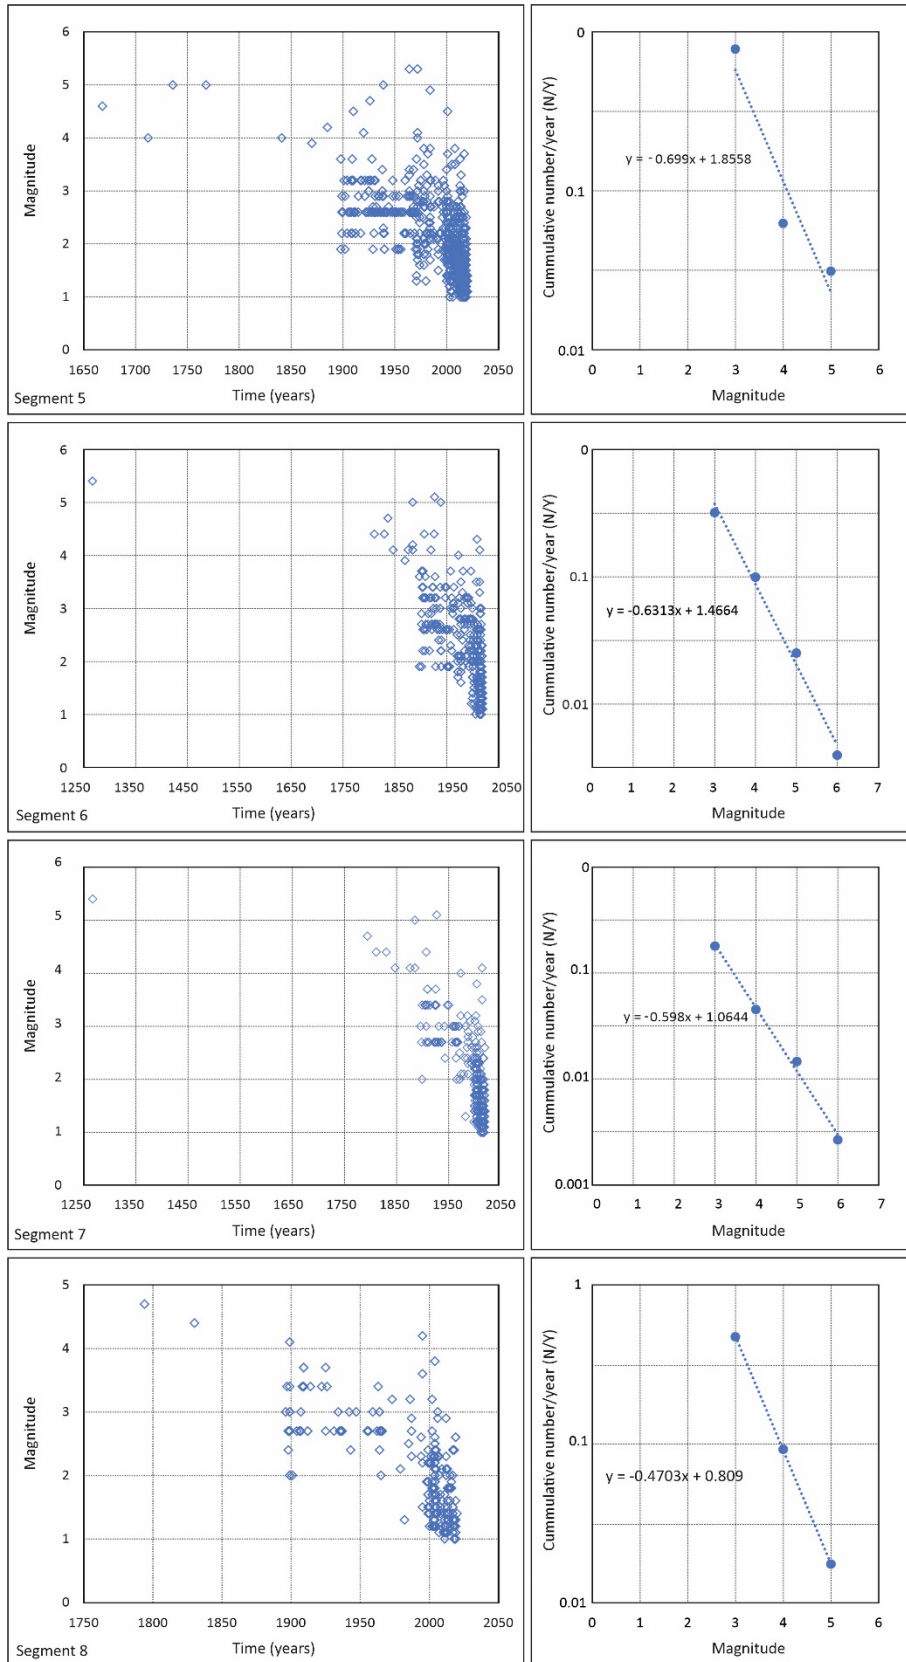 6
5
4
3
2
1
0
1650 1700 1750 1800 1850 1900 1950 2000 2050
Magnitude
Time (years)
Segment 5
0
0.1
0.01
0 1 2 3 4 5 6
Cummulative number/year (N/Y)
y = -0.699x + 1.8558
Magnitude
6
5
4
3
2
1
0
1250 1350 1450 1550 1650 1750 1850 1950 2050
Magnitude
Time (years)
Segment 6
0
0.1
0.01
0 1 2 3 4 5 6 7
Cummulative number/year (N/Y)
y = -0.6313x + 1.4664
Magnitude
6
5
4
3
2
1
0
1250 1350 1450 1550 1650 1750 1850 1950 2050
Magnitude
Time (years)
Segment 7
0
0.1
0.01
0.001
0 1 2 3 4 5 6 7
Cummulative number/year (N/Y)
y = -0.598x + 1.0644
Magnitude
5
4
3
2
1
0
1750 1800 1850 1900 1950 2000 2050
Magnitude
Time (years)
Segment 8
1
0.1
0.01
0 1 2 3 4 5 6
Cummulative number/year (N/Y)
y = -0.4703x + 0.809
Magnitude